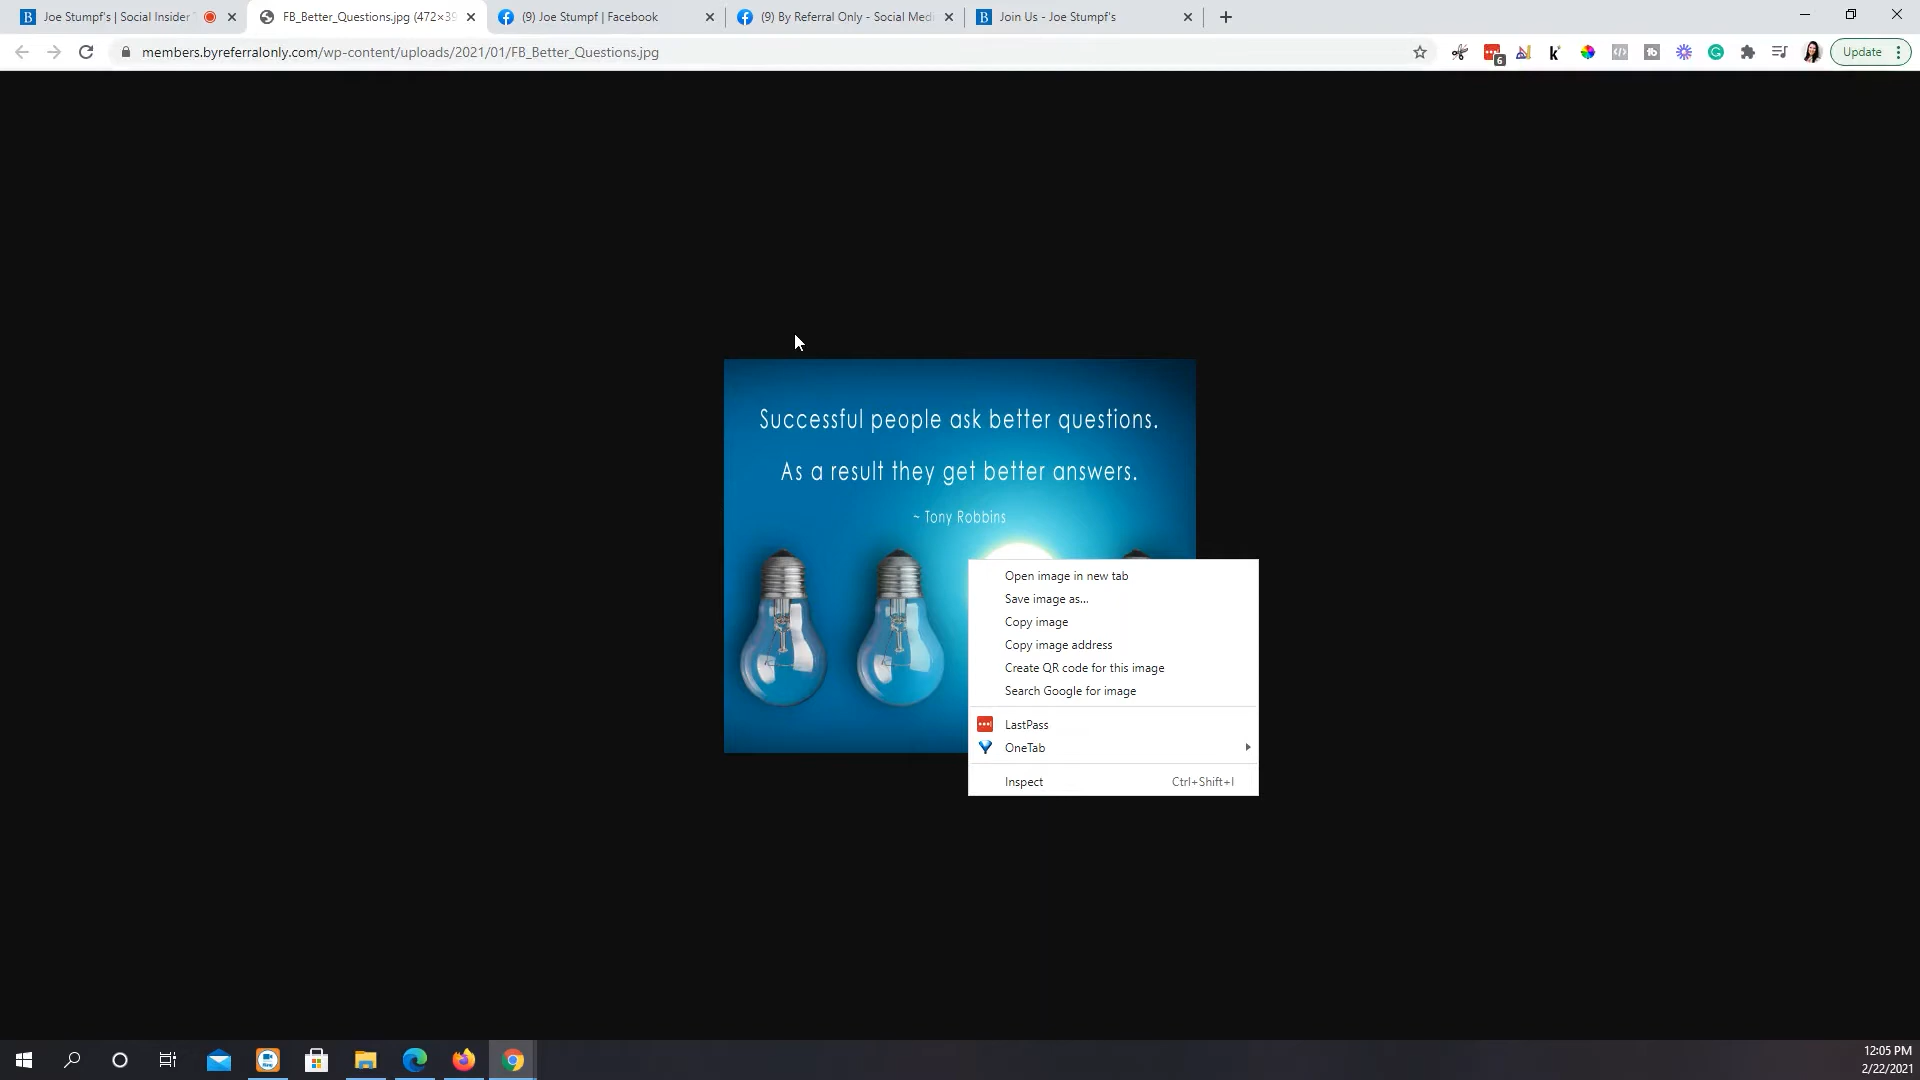 Joe Stumpf's | Social Insider
FB_Better_Questions.jpg (472×39
(9) Joe Stumpf | Facebook
(9) By Referral Only - Social Medi
Join Us - Joe Stumpf's
members.byreferralonly.com/wp-content/uploads/2021/01/FB_Better_Questions.jpg
6
Update
Successful people ask better questions.
As a result they get better answers.
~ Tony Robbins
Open image in new tab
Save image as...
Copy image
Copy image address
Create QR code for this image
Search Google for image
LastPass
OneTab
Inspect Ctrl+Shift+I
12:05 PM
2/22/2021